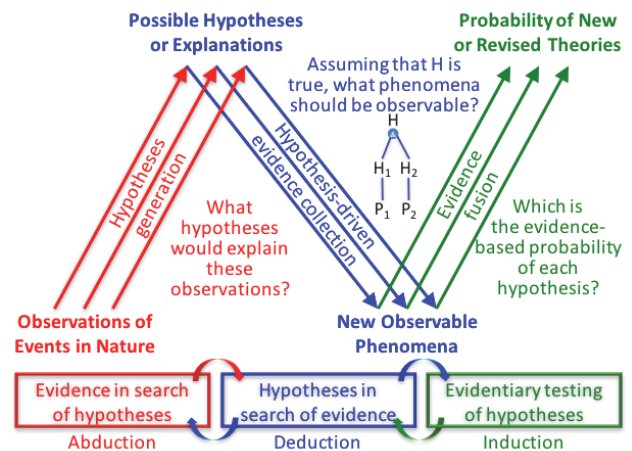 Possible Hypotheses
or Explanations
Probability of New
or Revised Theories
Assuming that H is
true, what phenomena
should be observable?
H
&
H1 H2
P1 P2
Hypotheses
generation
Hypothesis-driven
evidence collection
Evidence
fusion
What
hypotheses
would explain
these
observations?
Which is
the evidence-
based probability
of each
hypothesis?
Observations of
Events in Nature
New Observable
Phenomena
Evidence in search
of hypotheses
Hypotheses in
search of evidence
Evidentiary testing
of hypotheses
Abduction
Deduction
Induction